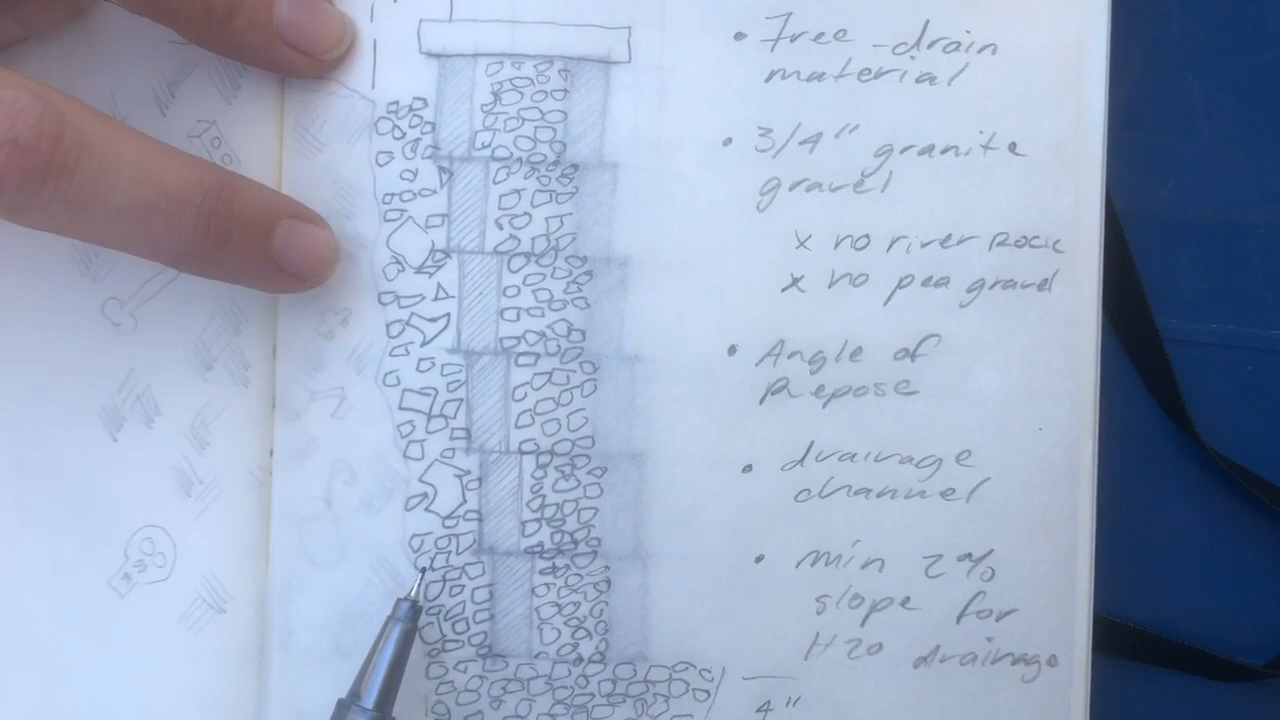 • Free-drain
material
• 3/4" granite
gravel
x no river Rock
x no pea gravel
• Angle of
Repose
• drainage
channel
• min 2%
slope for
H2O drainage
4"